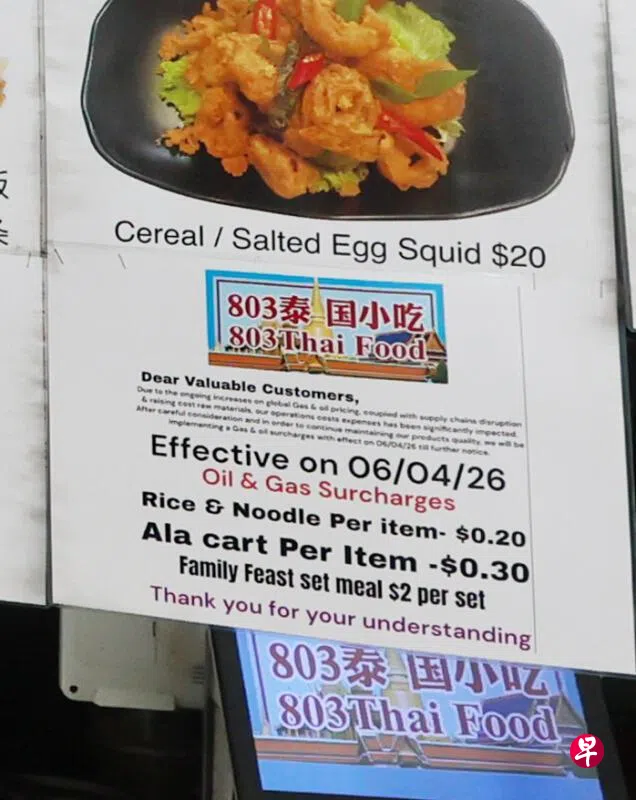 Cereal / Salted Egg Squid $20
803泰国小吃
803Thai Food
Dear Valuable Customers,
Due to the ongoing increases on global Gas & oil pricing, coupled with supply chains disruption
& raising cost raw materials, our operations costs expenses has been significantly impacted.
After careful consideration and in order to continue maintaining our products quality, we will be
implementing a Gas & oil surcharges with effect on 06/04/26 till further notice.
Effective on 06/04/26
Oil & Gas Surcharges
Rice & Noodle Per item- $0.20
Ala cart Per Item -$0.30
Family Feast set meal $2 per set
Thank you for your understanding
803泰国小吃
803Thai Food
早